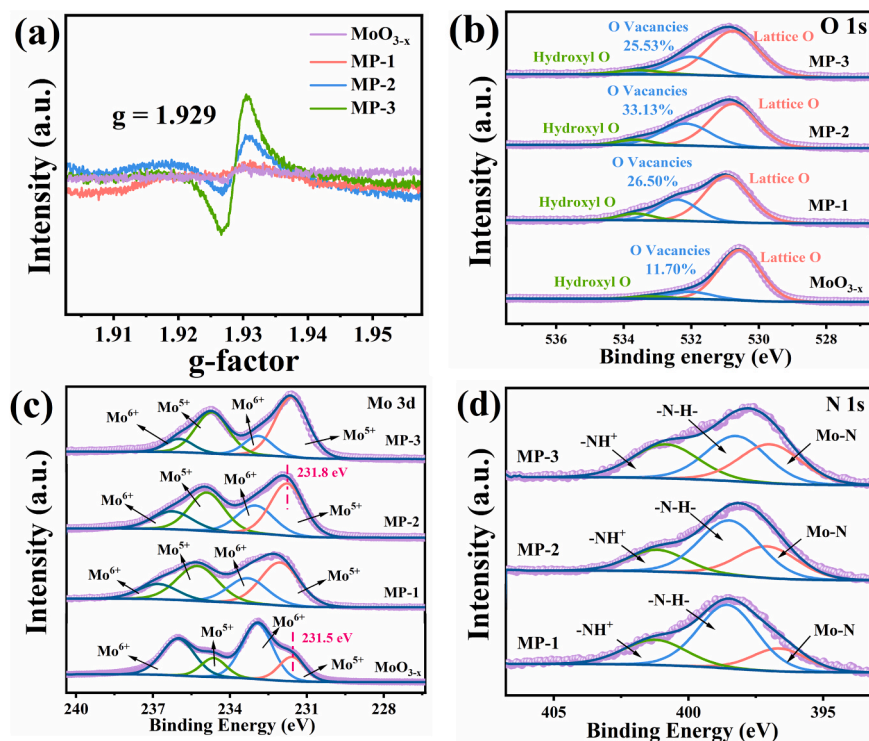 (a)
MoO3-x
MP-1
MP-2
MP-3
g = 1.929
Intensity (a.u.)
1.91 1.92 1.93 1.94 1.95
g-factor
(b)
O 1s
O Vacancies
25.53%
Lattice O
Hydroxyl O
MP-3
O Vacancies
33.13%
Lattice O
Hydroxyl O
MP-2
O Vacancies
26.50%
Lattice O
Hydroxyl O
MP-1
O Vacancies
11.70%
Lattice O
Hydroxyl O
MoO3-x
Intensity (a.u.)
536 534 532 530 528
Binding energy (eV)
(c)
Mo 3d
Mo6+ Mo5+ Mo6+ Mo5+
MP-3
231.8 eV
Mo6+ Mo5+ Mo6+ Mo5+
MP-2
Mo6+ Mo5+ Mo6+ Mo5+
MP-1
231.5 eV
Mo6+ Mo5+ Mo6+ Mo5+
MoO3-x
Intensity (a.u.)
240 237 234 231 228
Binding Energy (eV)
(d)
N 1s
-NH+ -N-H- Mo-N
MP-3
-NH+ -N-H- Mo-N
MP-2
-NH+ -N-H- Mo-N
MP-1
Intensity (a.u.)
405 400 395
Binding Energy (eV)